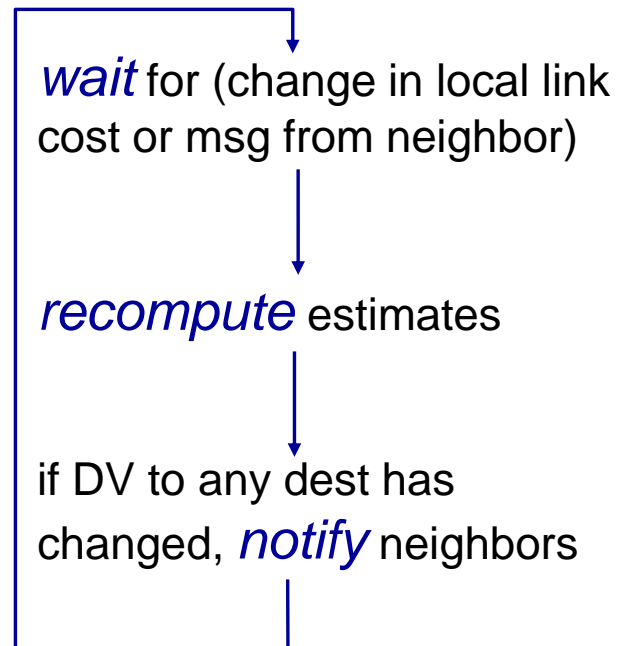 wait for (change in local link
cost or msg from neighbor)
recompute estimates
if DV to any dest has
changed, notify neighbors